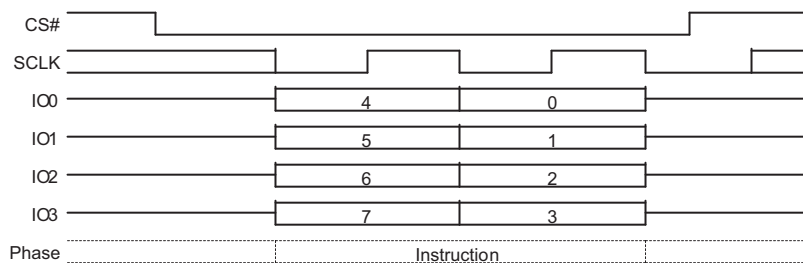 CS#
SCLK
IO0 4 0
IO1 5 1
IO2 6 2
IO3 7 3
Phase Instruction